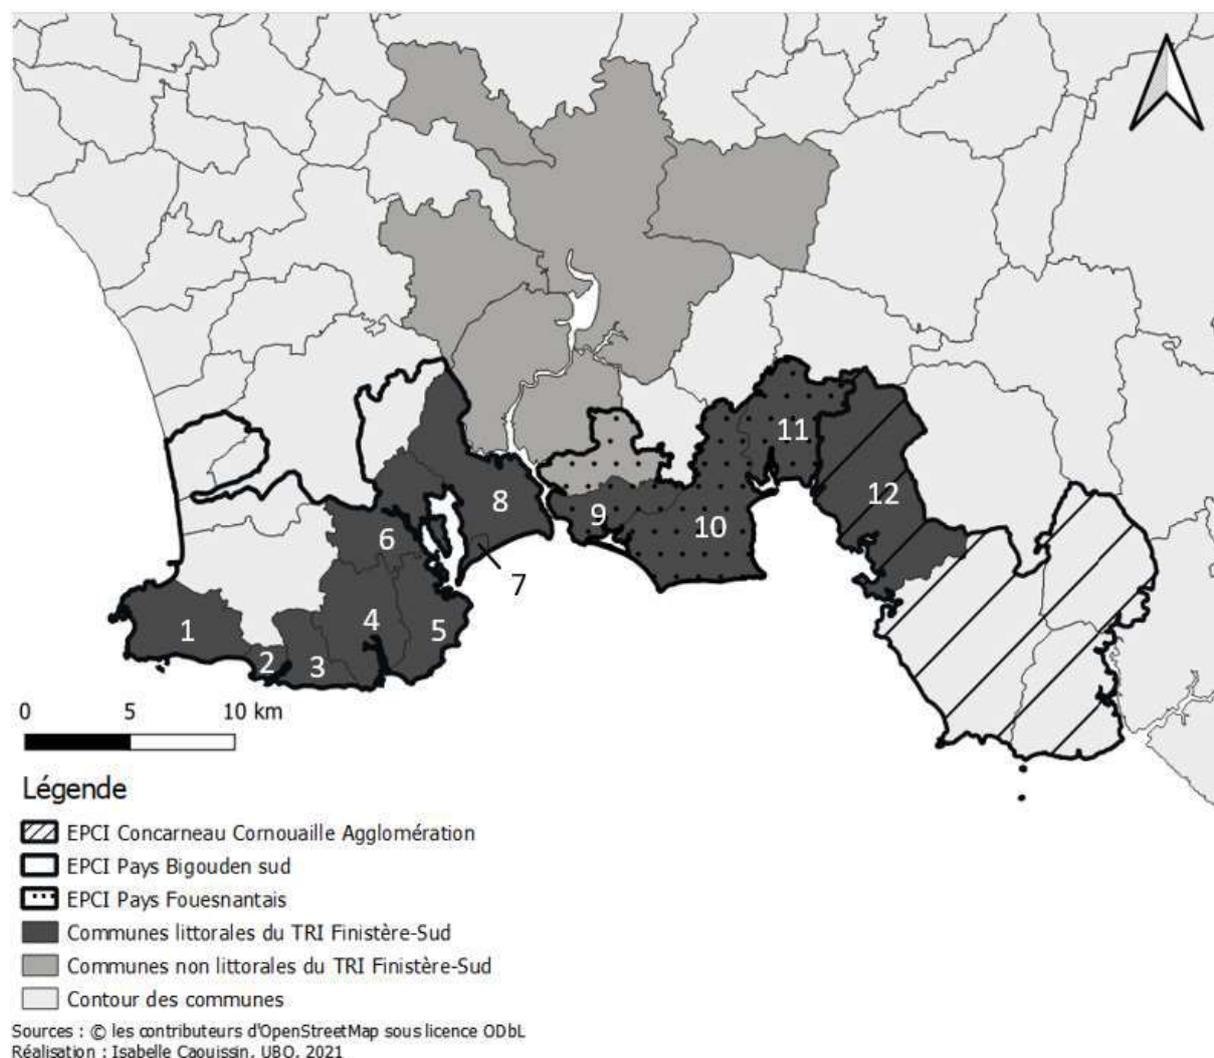 11
12
8
9
10
6
7
1
4
5
2
3
0 5 10 km
Légende
EPCI Concarneau Cornouaille Agglomération
EPCI Pays Bigouden sud
EPCI Pays Fouesnantais
Communes littorales du TRI Finistère-Sud
Communes non littorales du TRI Finistère-Sud
Contour des communes
Sources : © les contributeurs d'OpenStreetMap sous licence ODbL
Réalisation : Isabelle Caouissin, UBO, 2021